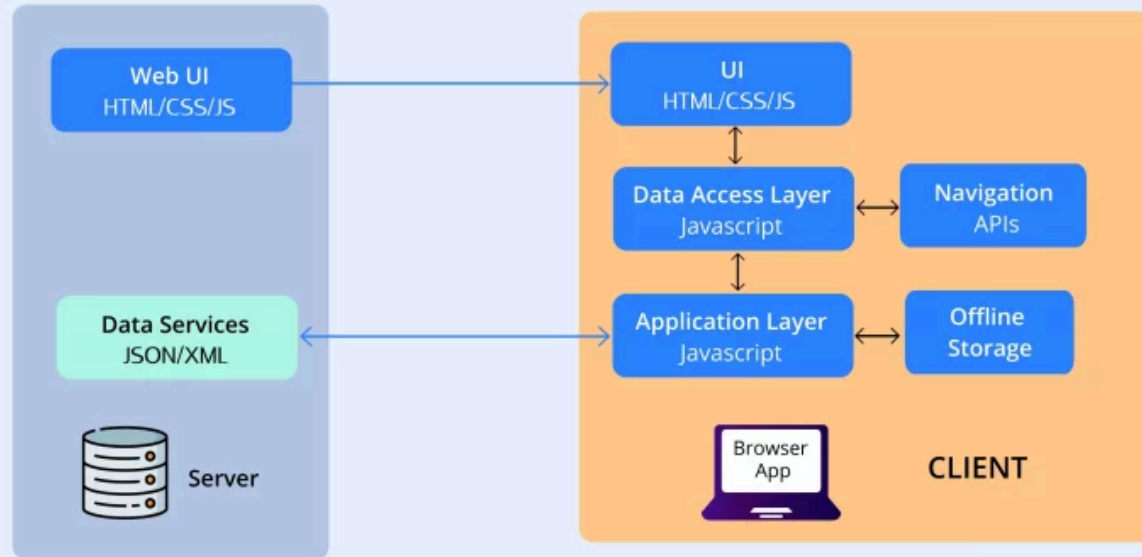 Web UI
HTML/CSS/JS
UI
HTML/CSS/JS
Data Access Layer
Javascript
Navigation
APIs
Data Services
JSON/XML
Application Layer
Javascript
Offline
Storage
Server
Browser
App
CLIENT